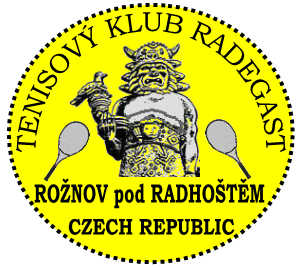 TENISOVÝ KLUB RADEGAST
ROŽNOV pod RADHOŠTĚM
CZECH REPUBLIC